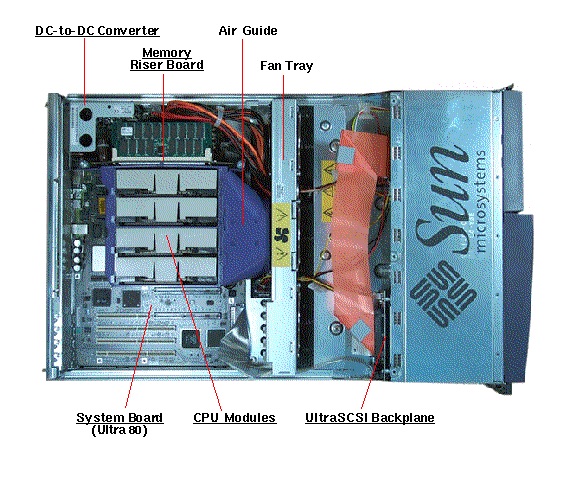 DC-to-DC Converter
Air Guide
Memory
Riser Board
Fan Tray
Sun
microsystems
System Board
(Ultra 80)
CPU Modules
UltraSCSI Backplane